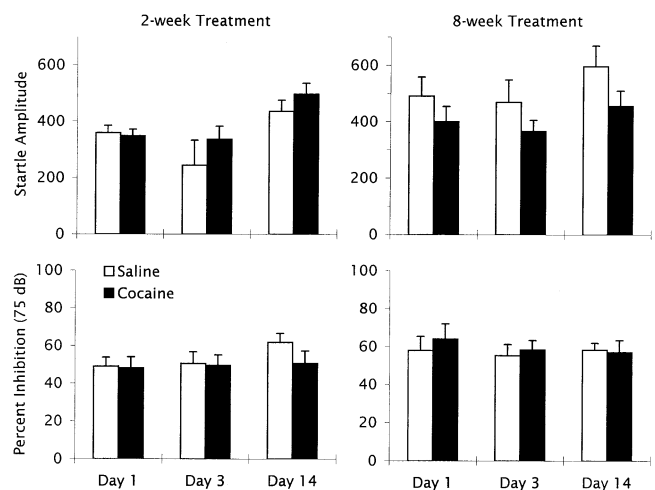 2-week Treatment
8-week Treatment
Startle Amplitude
600
400
200
0
600
400
200
0
Percent Inhibition (75 dB)
100
80
60
40
20
0
Saline
Cocaine
100
80
60
40
20
0
Day 1
Day 3
Day 14
Day 1
Day 3
Day 14